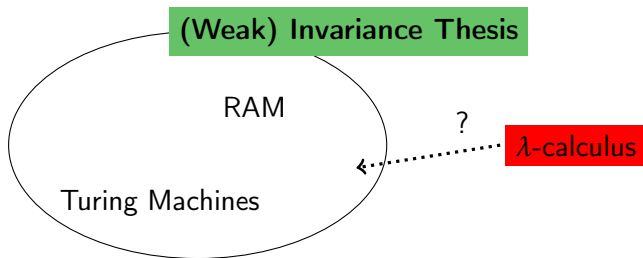 (Weak) Invariance Thesis
RAM
?
λ-calculus
Turing Machines